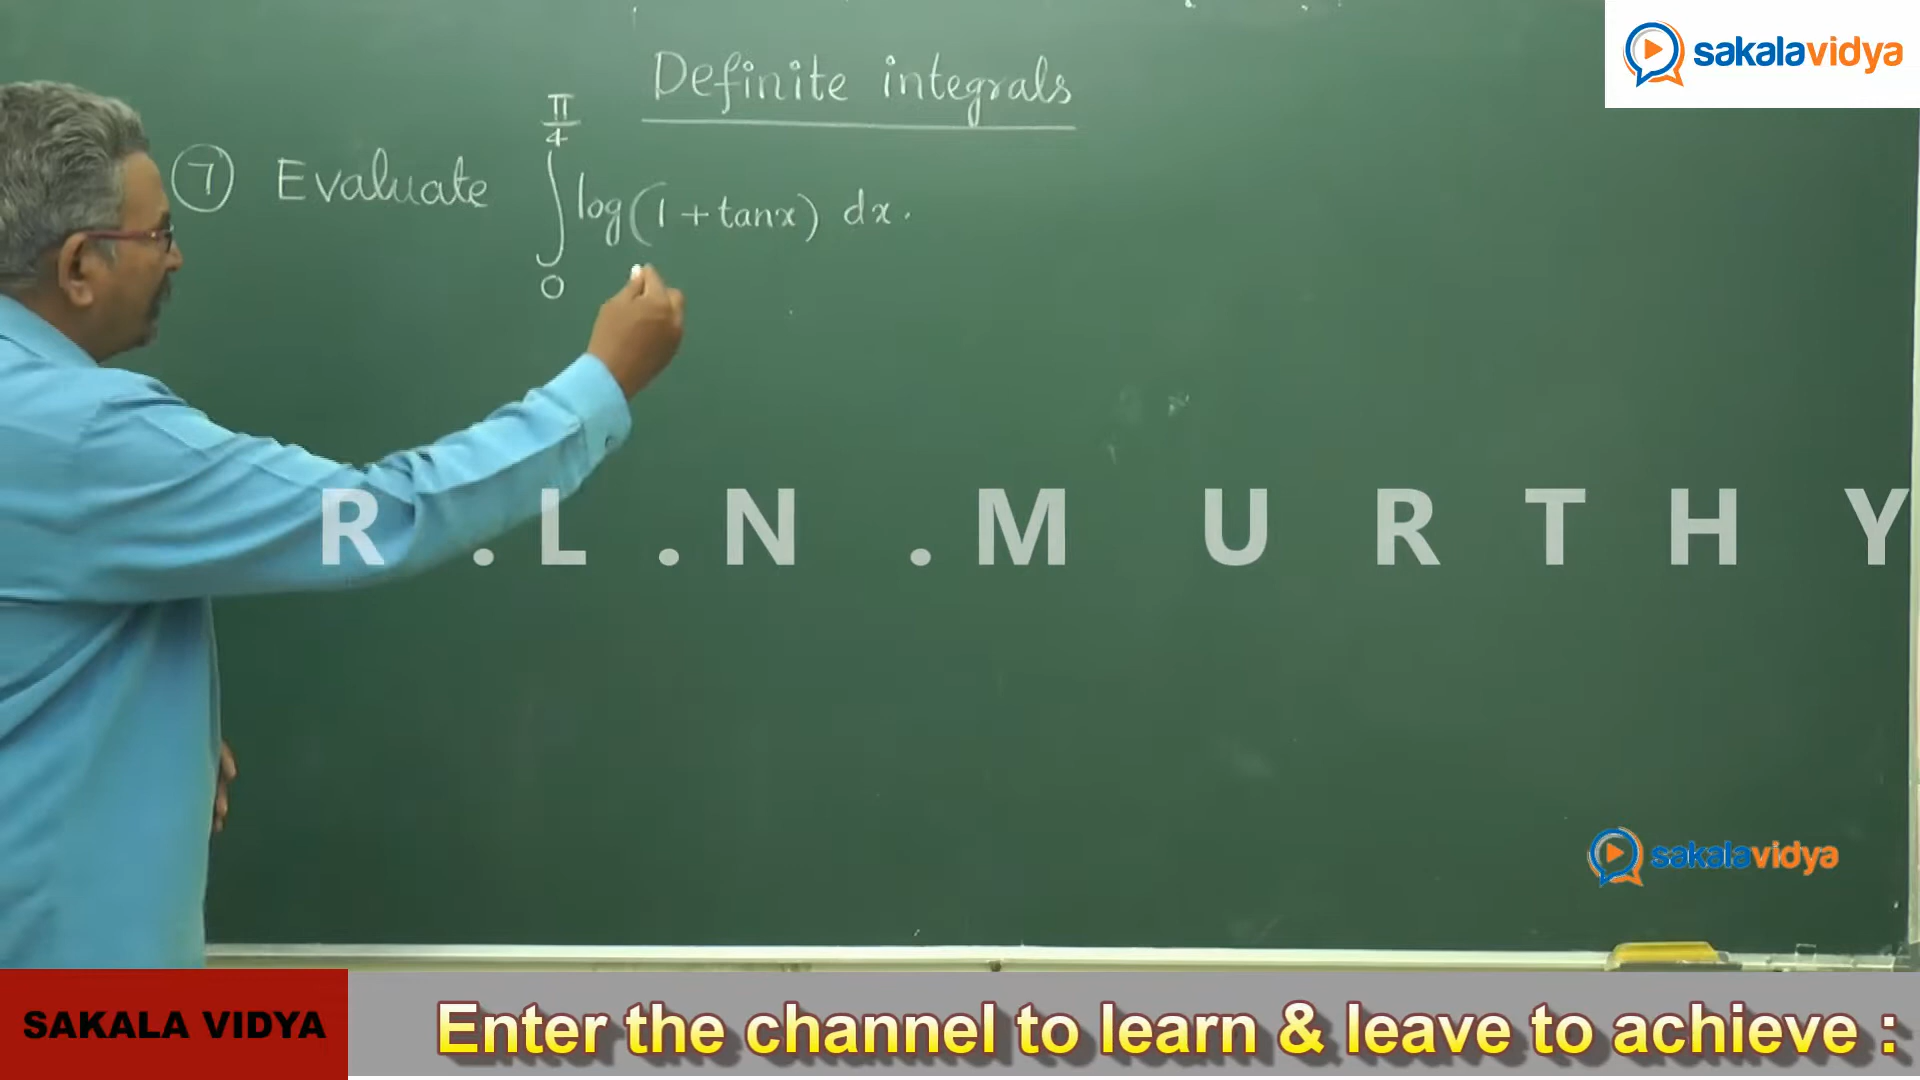 sakalavidya
Definite integrals
⑦ Evaluate ∫₀^(π/4) log(1+tanx) dx.
R.L.N.MURTHY
sakalavidya
SAKALA VIDYA
Enter the channel to learn & leave to achieve :